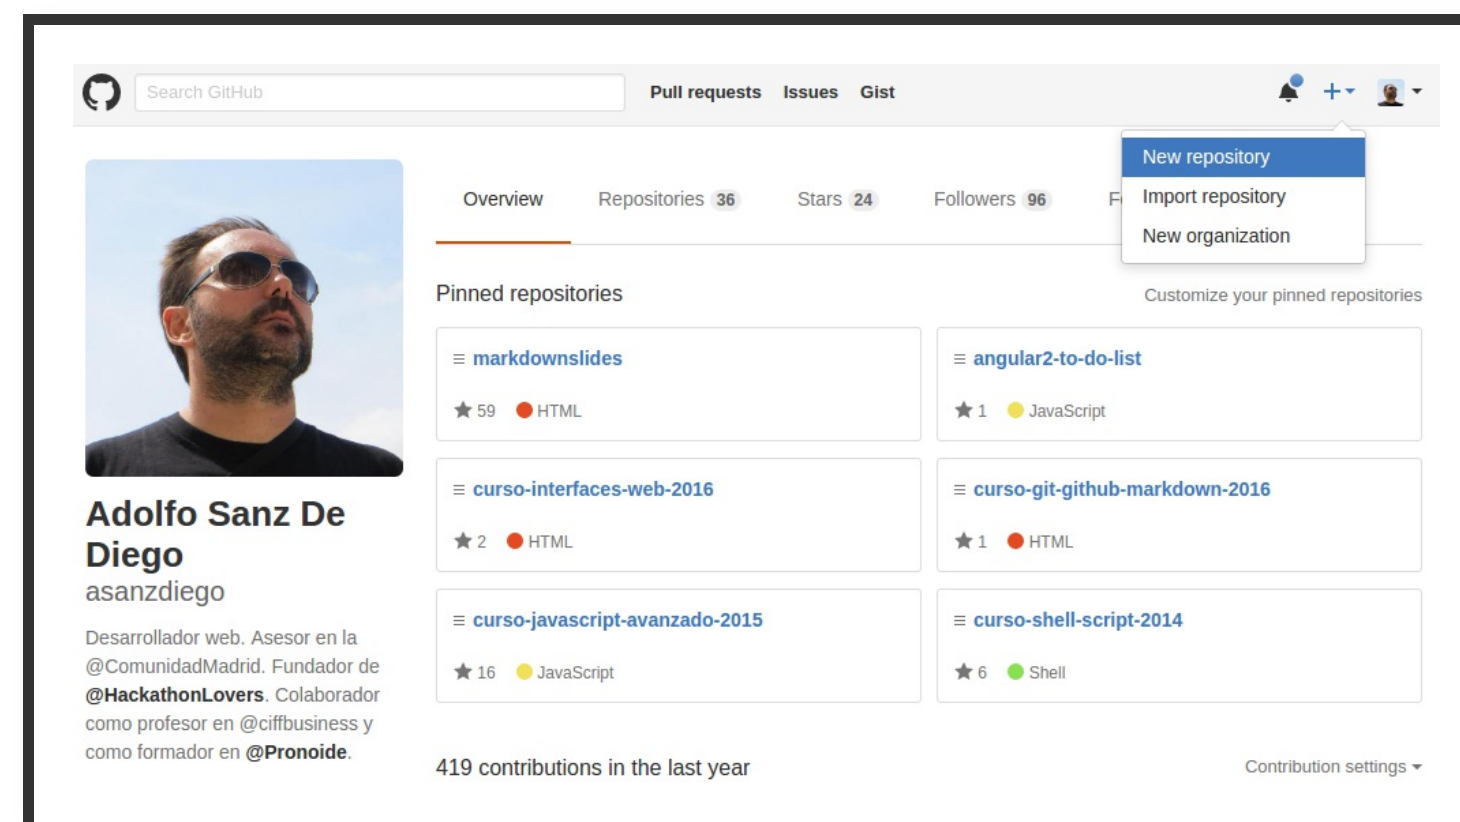 Search GitHub
Pull requests Issues Gist
New repository
Import repository
New organization
Overview Repositories 36 Stars 24 Followers 96
Adolfo Sanz De
Diego
asanzdiego
Desarrollador web. Asesor en la
@ComunidadMadrid. Fundador de
@HackathonLovers. Colaborador
como profesor en @ciffbusiness y
como formador en @Pronoide.
Pinned repositories
Customize your pinned repositories
markdownslides
59 HTML
angular2-to-do-list
1 JavaScript
curso-interfaces-web-2016
2 HTML
curso-git-github-markdown-2016
1 HTML
curso-javascript-avanzado-2015
16 JavaScript
curso-shell-script-2014
6 Shell
419 contributions in the last year
Contribution settings